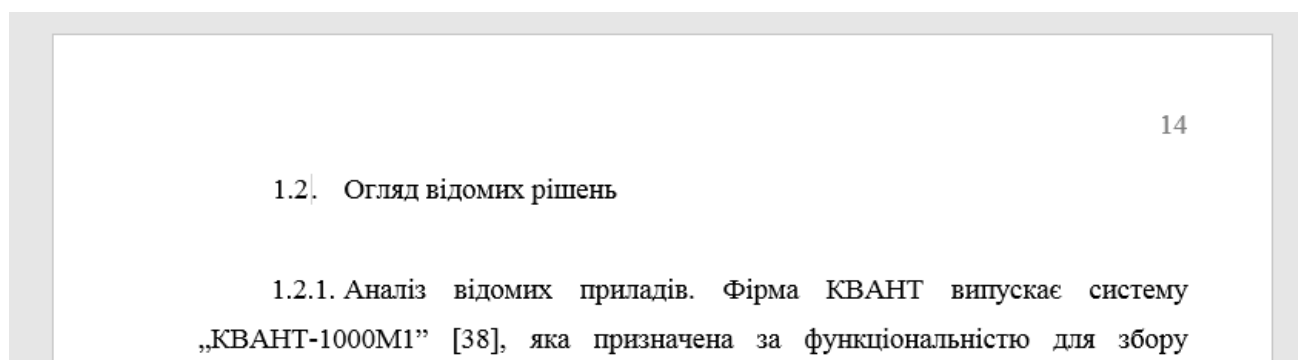 14
1.2. Огляд відомих рішень
1.2.1. Аналіз відомих приладів. Фірма КВАНТ випускає систему
„КВАНТ-1000М1” [38], яка призначена за функціональністю для збору